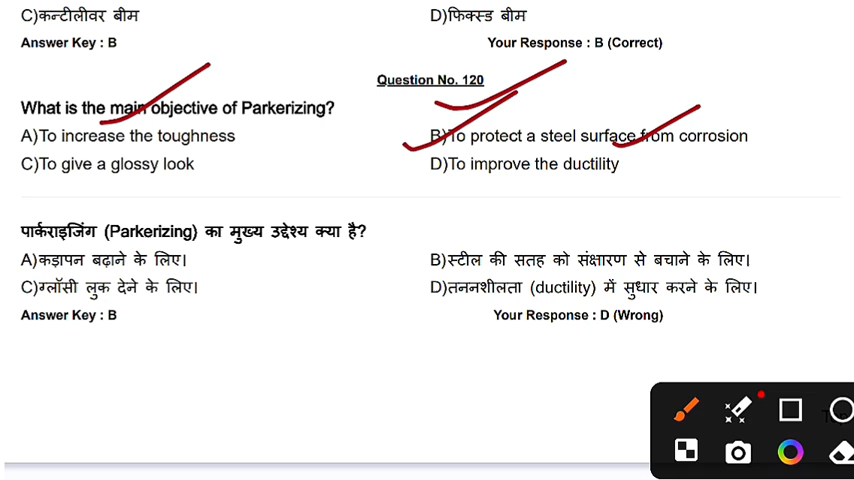 C)कन्टीलीवर बीम D)फिक्स्ड बीम
Answer Key : B Your Response : B (Correct)
Question No. 120
What is the main objective of Parkerizing?
A)To increase the toughness B)To protect a steel surface from corrosion
C)To give a glossy look D)To improve the ductility
पार्कराइजिंग (Parkerizing) का मुख्य उद्देश्य क्या है?
A)कड़ापन बढ़ाने के लिए। B)स्टील की सतह को संक्षारण से बचाने के लिए।
C)ग्लॉसी लुक देने के लिए। D)तननशीलता (ductility) में सुधार करने के लिए।
Answer Key : B Your Response : D (Wrong)